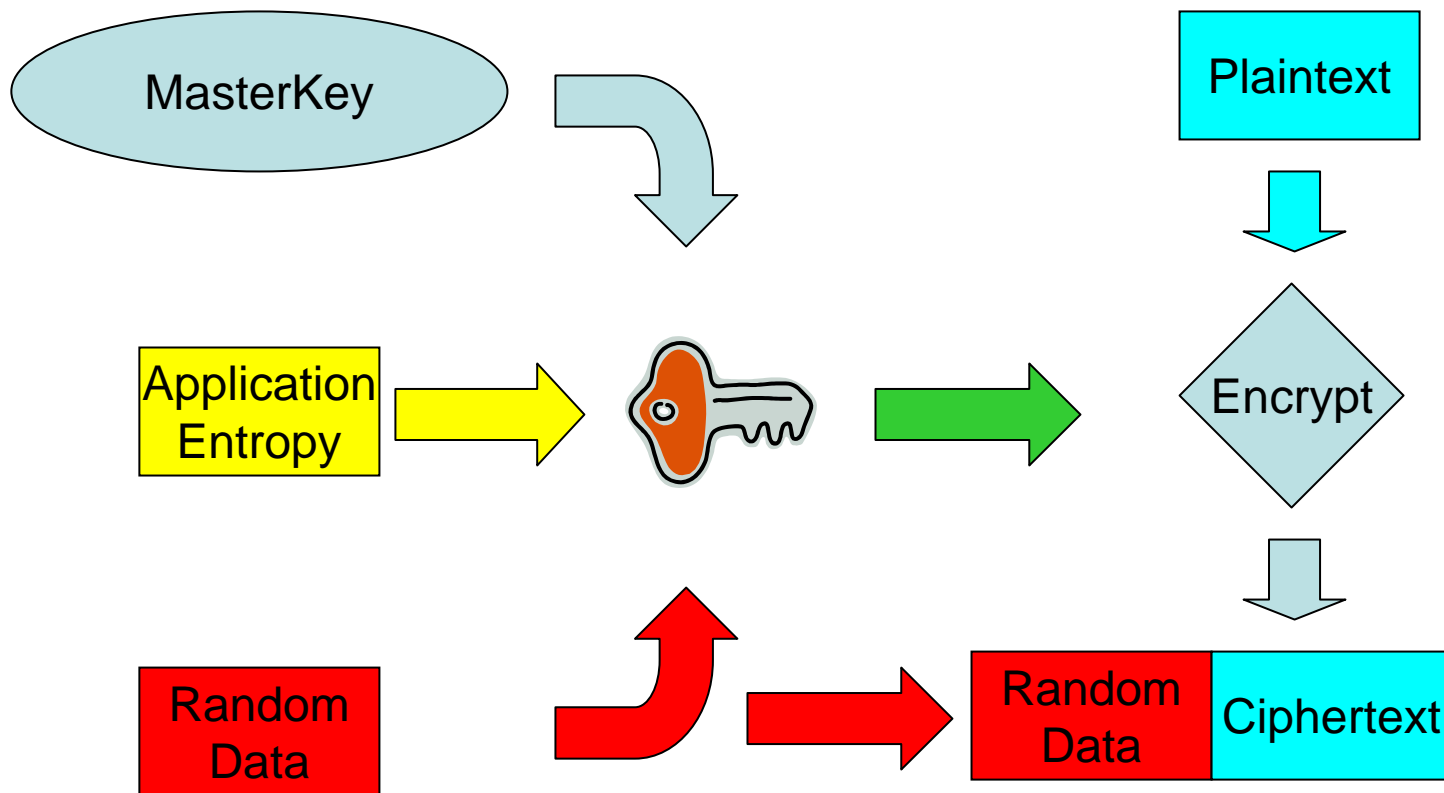 MasterKey
Plaintext
Application
Entropy
Encrypt
Random
Data
Random
Data
Ciphertext